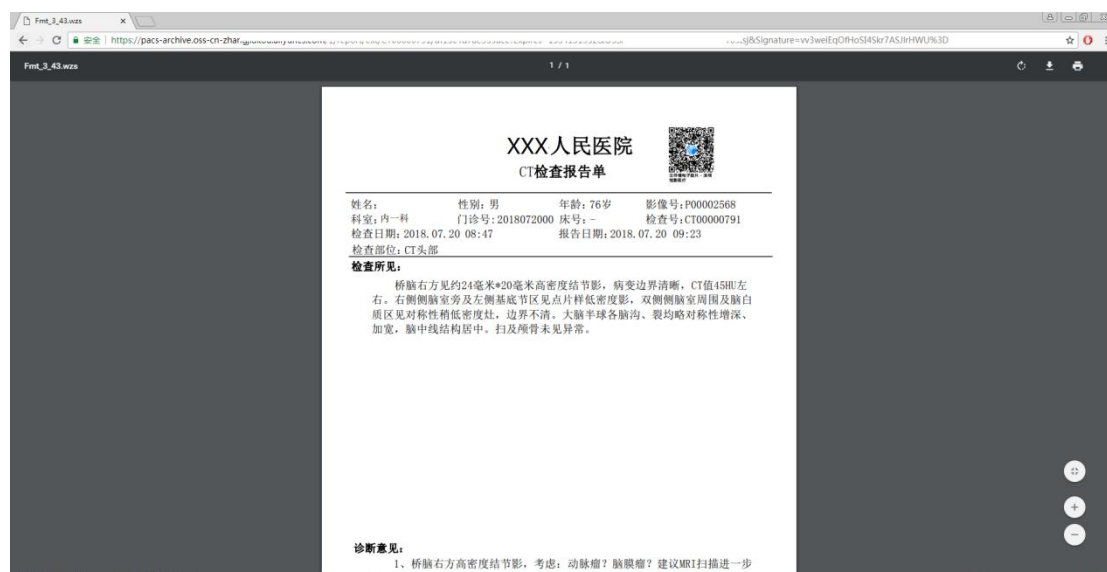 Fmt_3_43.wzs
安全 | https://pacs-archive.oss-cn-zhan
&Signature=vv3weiEqOfHoSI4Skr7ASJIrHWU%3D
Fmt_3_43.wzs
1 / 1
XXX人民医院
CT检查报告单
姓名： 性别：男 年龄：76岁 影像号：P00002568
科室：内一科 门诊号：2018072000 床号：- 检查号：CT00000791
检查日期：2018.07.20 08:47 报告日期：2018.07.20 09:23
检查部位：CT头部
检查所见：
桥脑右方见约24毫米*20毫米高密度结节影，病变边界清晰，CT值45HU左
右。右侧侧脑室旁及左侧基底节区见点片样低密度影，双侧侧脑室周围及脑白
质区见对称性稍低密度灶，边界不清。大脑半球各脑沟、裂均略对称性增深、
加宽，脑中线结构居中。扫及颅骨未见异常。
诊断意见：
1、桥脑右方高密度结节影，考虑：动脉瘤？脑膜瘤？建议MRI扫描进一步